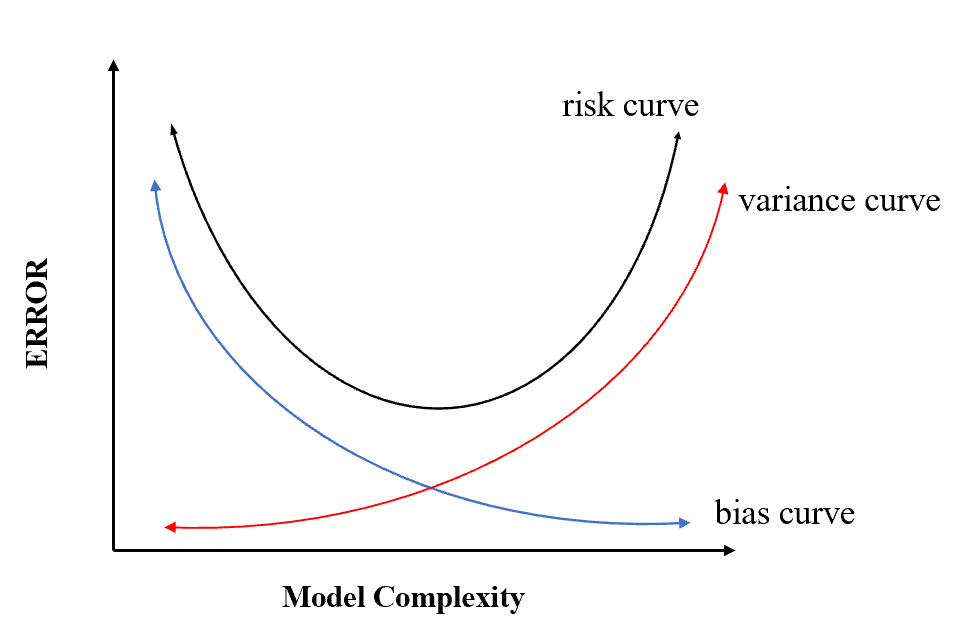 risk curve
variance curve
ERROR
bias curve
Model Complexity